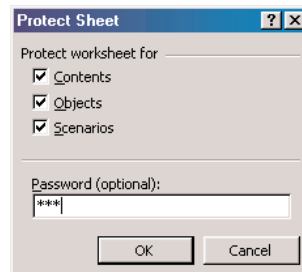 Protect Sheet
Protect worksheet for
Contents
Objects
Scenarios
Password (optional):
***
OK Cancel